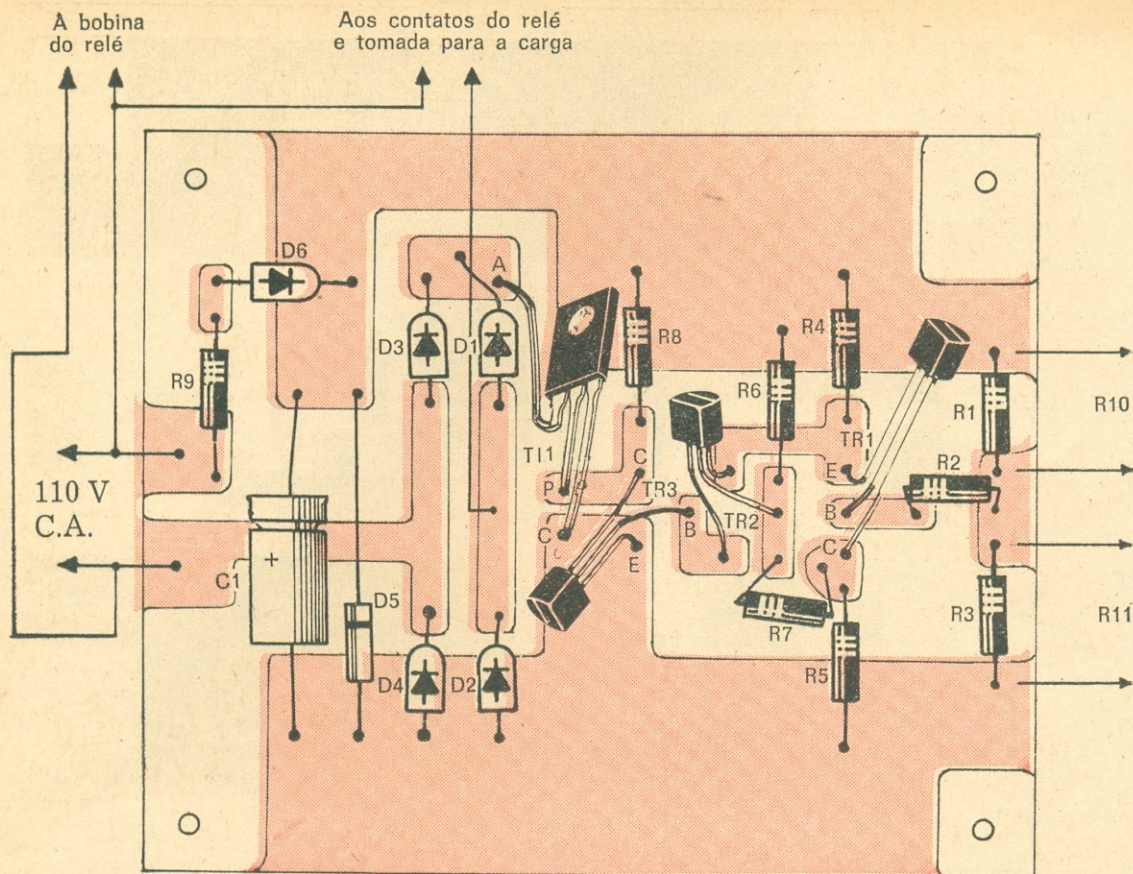 A bobina
do relé
Aos contatos do relé
e tomada para a carga
D6
A
D3
D1
R8
R4
R6
R9
R1
R10
TI1
C
TR1
E
R2
P
TR3
110 V
C.A.
B
TR2
B
C
E
C
C1
+
D5
R7
R3
R11
D4
D2
R5